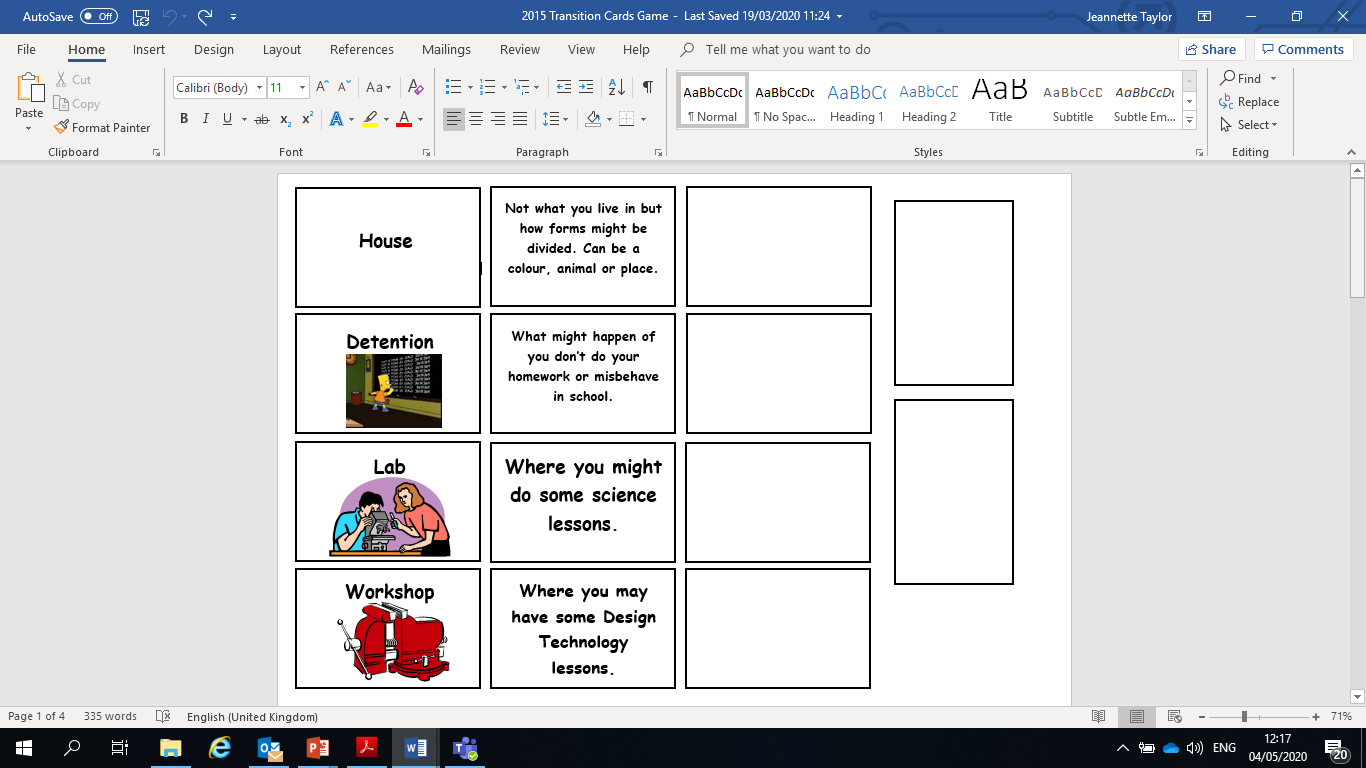 AutoSave Off
2015 Transition Cards Game - Last Saved 19/03/2020 11:24
Jeannette Taylor
File Home Insert Design Layout References Mailings Review View Help Tell me what you want to do
Share Comments
Paste
Cut
Copy
Format Painter
Clipboard
Calibri (Body) 11
Font
Paragraph
AaBbCcDc AaBbCcDc AaBbCc AaBbCcD AaB AaBbCcD AaBbCcDc
¶ Normal ¶ No Spac... Heading 1 Heading 2 Title Subtitle Subtle Em...
Styles
Find
Replace
Select
Editing
House
Not what you live in but
how forms might be
divided. Can be a
colour, animal or place.
Detention
What might happen of
you don't do your
homework or misbehave
in school.
Lab
Where you might
do some science
lessons.
Workshop
Where you may
have some Design
Technology
lessons.
Page 1 of 4 335 words English (United Kingdom) 71%
ENG
12:17
04/05/2020
20